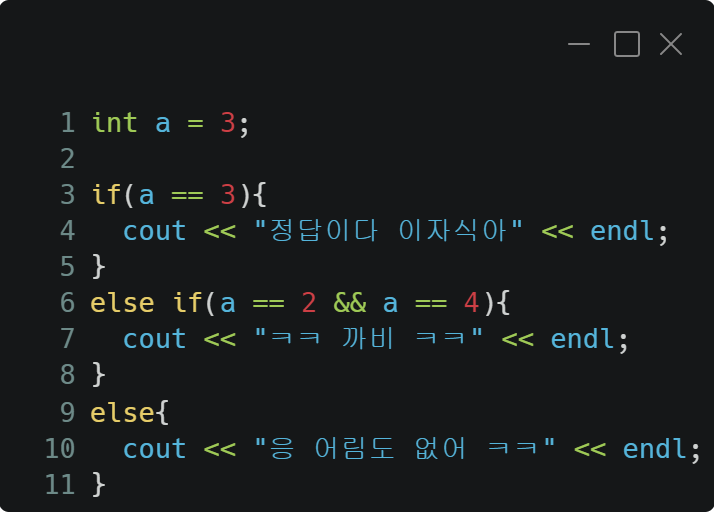 1 int a = 3;
2
3 if(a == 3){
4   cout << "정답이다 이자식아" << endl;
5 }
6 else if(a == 2 && a == 4){
7   cout << "ㅋㅋ 까비 ㅋㅋ" << endl;
8 }
9 else{
10   cout << "응 어림도 없어 ㅋㅋ" << endl;
11 }